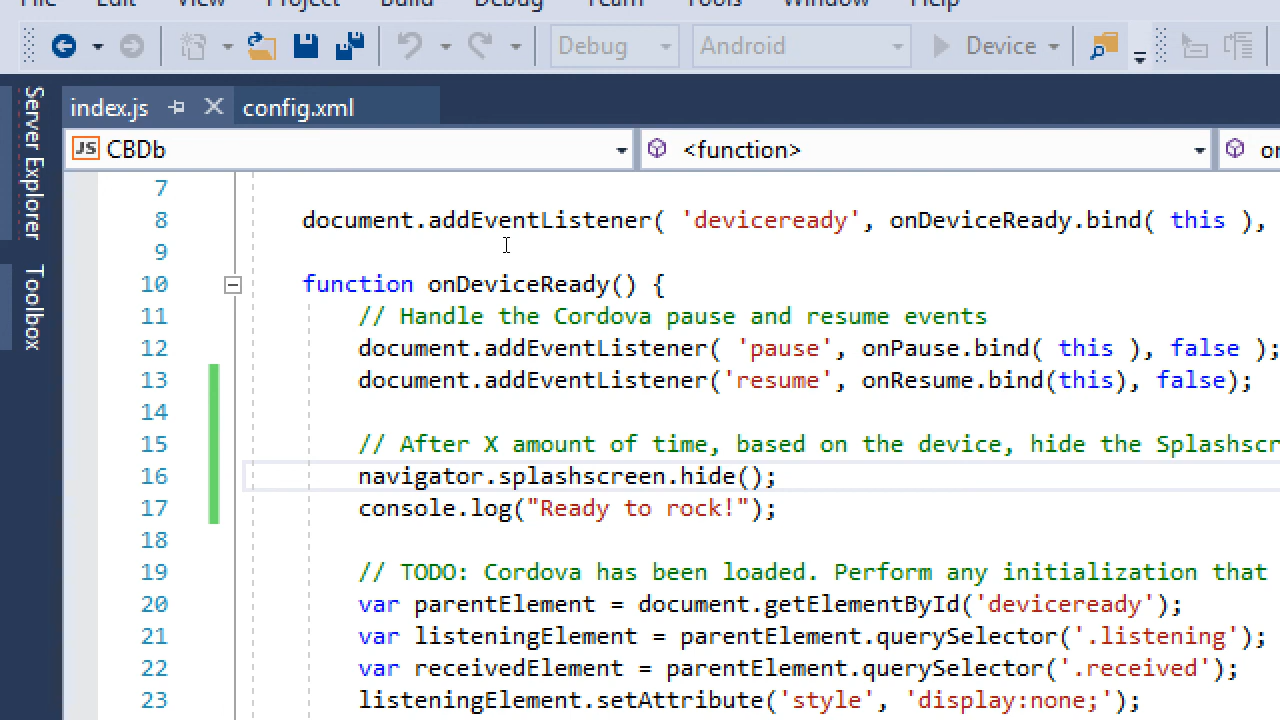 File Edit View Project Build Debug Team Tools Window Help
Debug Android Device
Server Explorer
Toolbox
index.js config.xml
JS CBDb <function>
7
8 document.addEventListener( 'deviceready', onDeviceReady.bind( this ),
9
10 function onDeviceReady() {
11 // Handle the Cordova pause and resume events
12 document.addEventListener( 'pause', onPause.bind( this ), false );
13 document.addEventListener('resume', onResume.bind(this), false);
14
15 // After X amount of time, based on the device, hide the Splashscr
16 navigator.splashscreen.hide();
17 console.log("Ready to rock!");
18
19 // TODO: Cordova has been loaded. Perform any initialization that
20 var parentElement = document.getElementById('deviceready');
21 var listeningElement = parentElement.querySelector('.listening');
22 var receivedElement = parentElement.querySelector('.received');
23 listeningElement.setAttribute('style', 'display:none;');